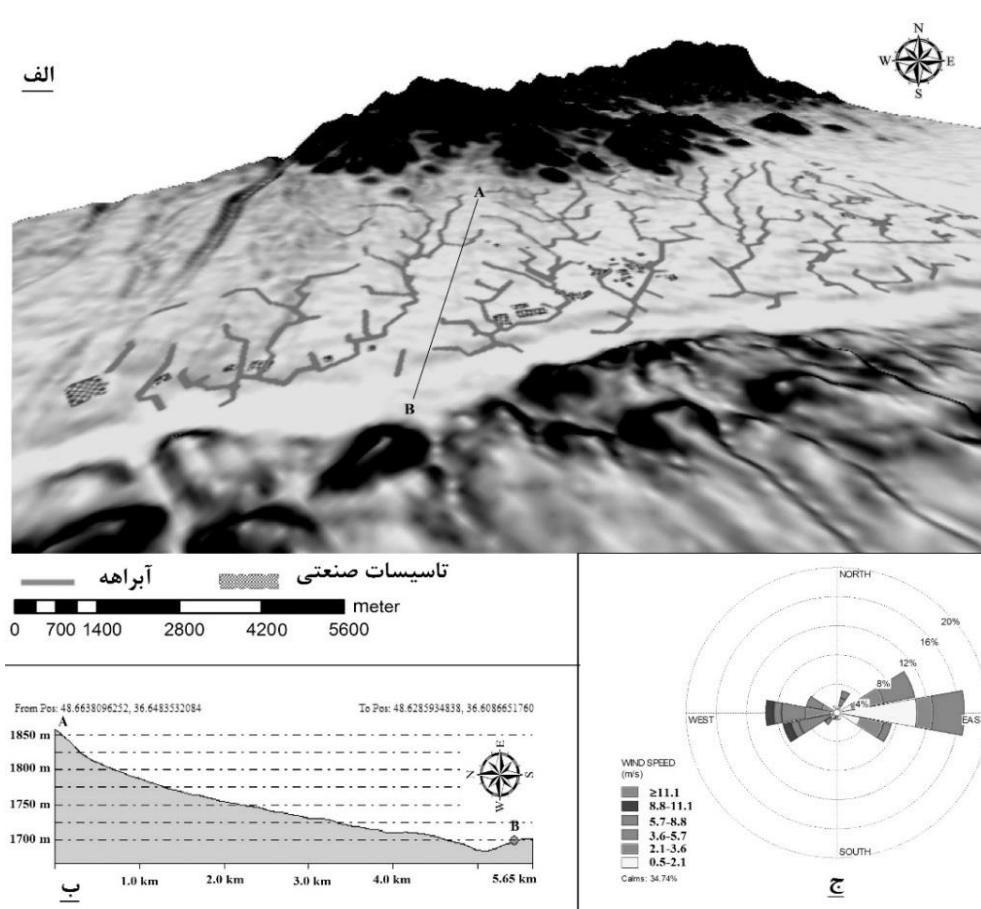 الف
N
W E
S
A
B
آبراهه
تاسیسات صنعتی
meter
0 700 1400 2800 4200 5600
From Pos: 48.6638096252, 36.6483532084
To Pos: 48.6285934838, 36.6086651760
A
1850 m
1800 m
1750 m
1700 m
E
N S
W
B
1.0 km 2.0 km 3.0 km 4.0 km 5.65 km
ب
NORTH
20%
16%
12%
8%
4%
WEST
EAST
SOUTH
WIND SPEED
(m/s)
≥11.1
8.8-11.1
5.7-8.8
3.6-5.7
2.1-3.6
0.5-2.1
Calms: 34.74%
ج